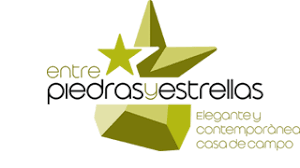 entre
piedrasyestrellas
Elegante y
contemporánea
casa de campo